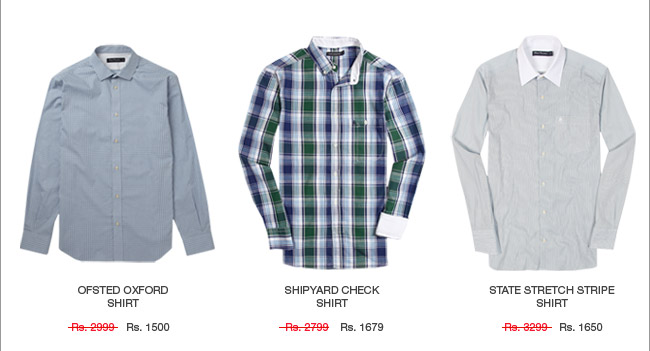 OFSTED OXFORD
SHIRT
Rs. 2999 Rs. 1500
SHIPYARD CHECK
SHIRT
Rs. 2799 Rs. 1679
STATE STRETCH STRIPE
SHIRT
Rs. 3299 Rs. 1650